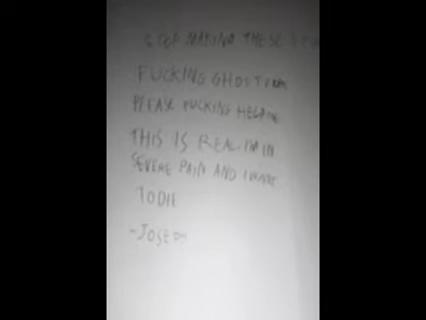 STOP MAKING THESE
FUCKING GHOST
PLEASE FUCKING HELP ME
THIS IS REAL IM IN
SEVERE PAIN AND I WANT
TO DIE
-JOSEPH